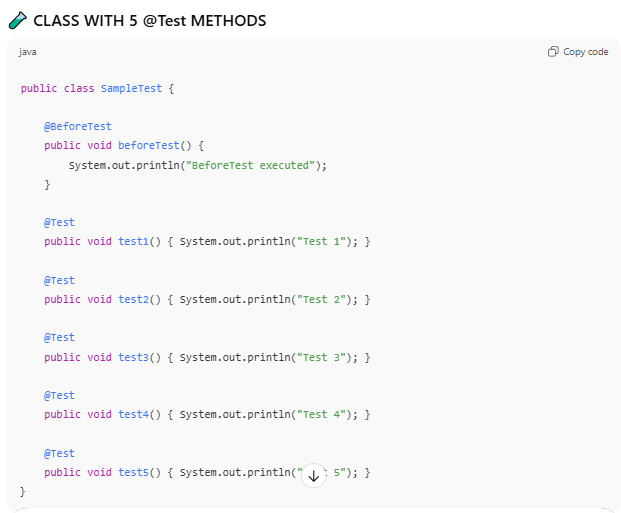 CLASS WITH 5 @Test METHODS
java
Copy code
public class SampleTest {
@BeforeTest
public void beforeTest() {
System.out.println("BeforeTest executed");
}
@Test
public void test1() { System.out.println("Test 1"); }
@Test
public void test2() { System.out.println("Test 2"); }
@Test
public void test3() { System.out.println("Test 3"); }
@Test
public void test4() { System.out.println("Test 4"); }
@Test
public void test5() { System.out.println(" 5"); }
}